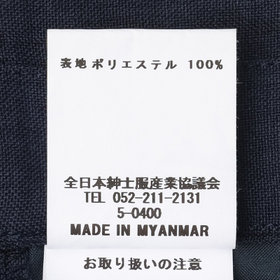 表地 ポリエステル 100%
全日本紳士服産業協議会
TEL 052-211-2131
5-0400
MADE IN MYANMAR
お取り扱いの注意